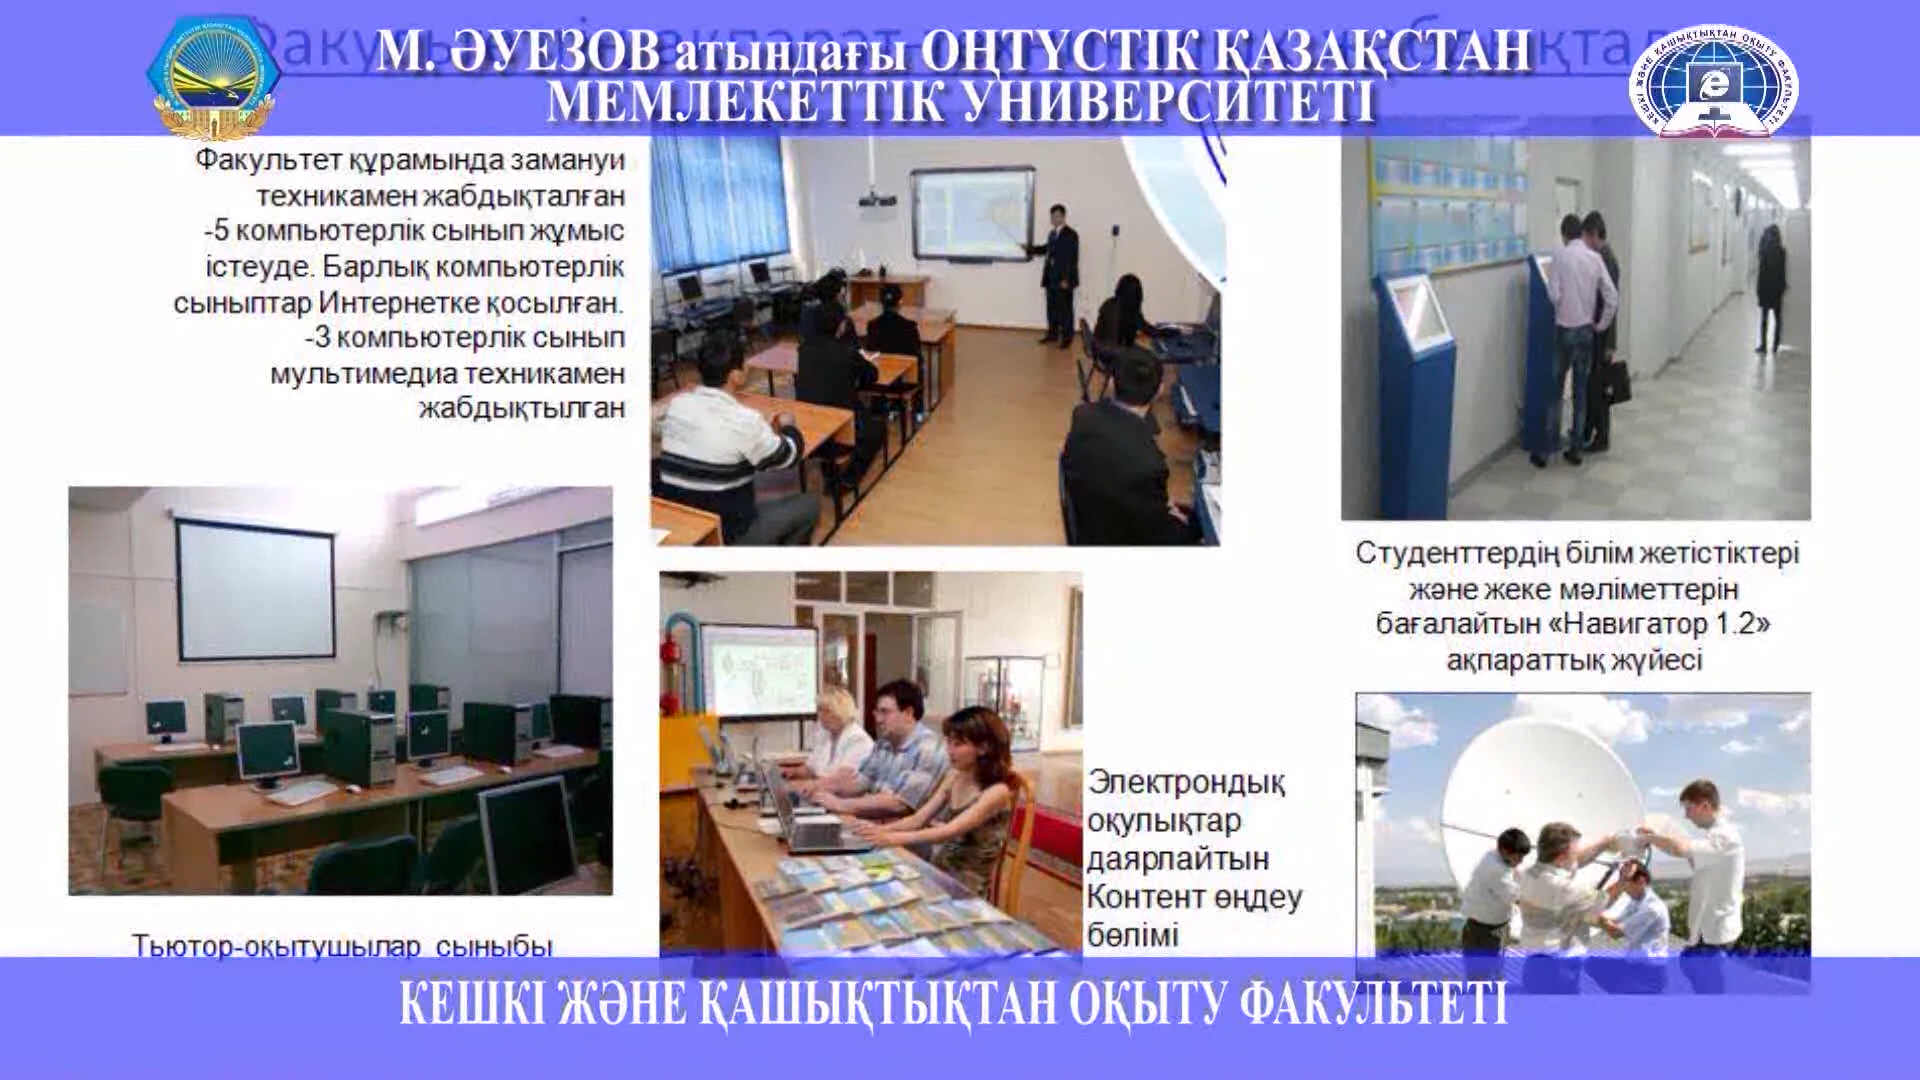 М. ӘУЕЗОВ атындағы ОҢТҮСТІК ҚАЗАҚСТАН
МЕМЛЕКЕТТІК УНИВЕРСИТЕТІ
Факультет құрамында заманауи
техникамен жабдықталған
-5 компьютерлік сынып жұмыс
істеуде. Барлық компьютерлік
сыныптар Интернетке қосылған.
-3 компьютерлік сынып
мультимедиа техникамен
жабдықтылган
Студенттердің білім жетістіктері
және жеке мәліметтерін
бағалайтын «Навигатор 1.2»
ақпараттық жүйесі
Электрондық
оқулықтар
даярлайтын
Контент өңдеу
бөлімі
Тьютор-оқытушылар сыныбы
КЕШКІ ЖӘНЕ ҚАШЫҚТЫҚТАН ОҚЫТУ ФАКУЛЬТЕТІ